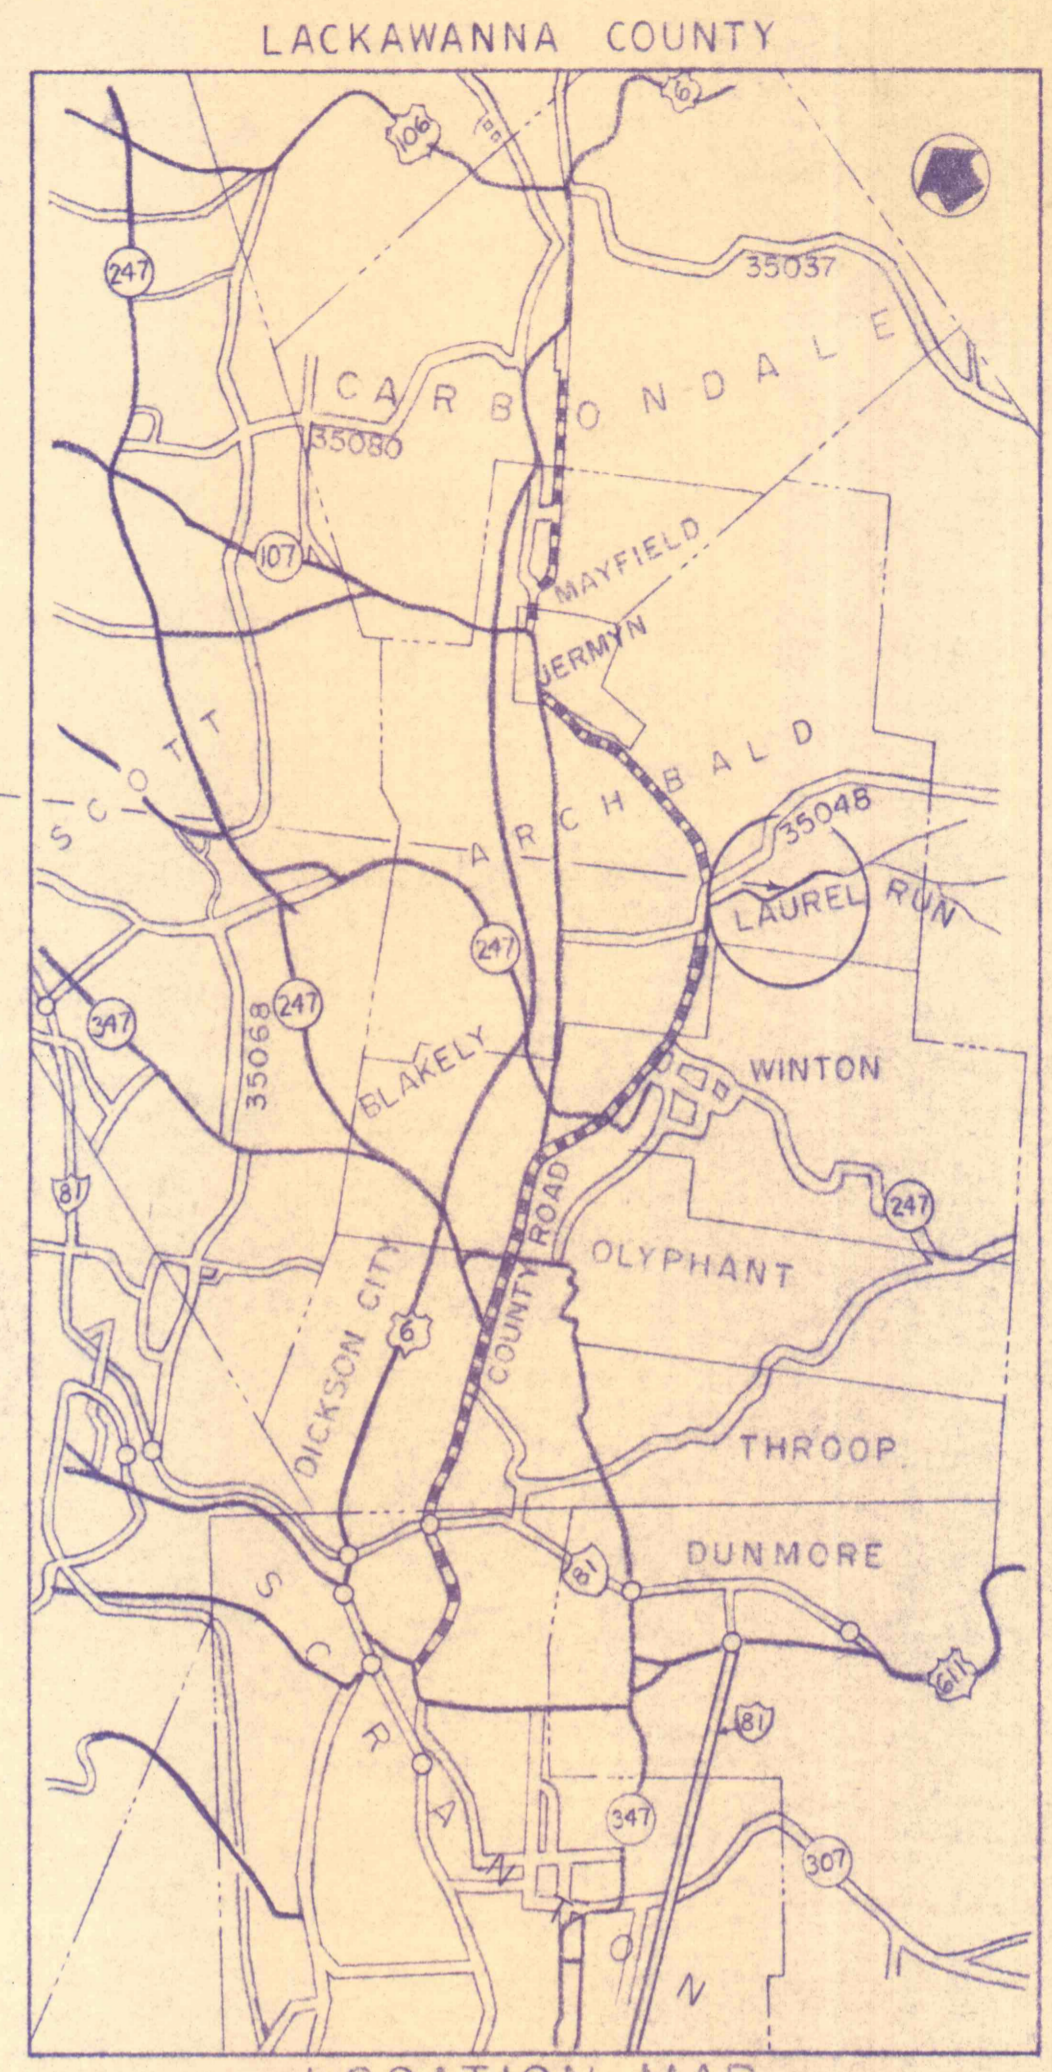 LACKAWANNA COUNTY
6
106
247
35037
CARBONDALE
35080
107
MAYFIELD
JERMYN
SCOTT
ARCHBALD
35048
LAUREL RUN
247
247
347
35068
BLAKELY
WINTON
81
ROAD
247
OLYPHANT
DICKSON CITY
6
COUNTY
THROOP
DUNMORE
81
SCRANTON
611
81
347
307
LOCATION MAP